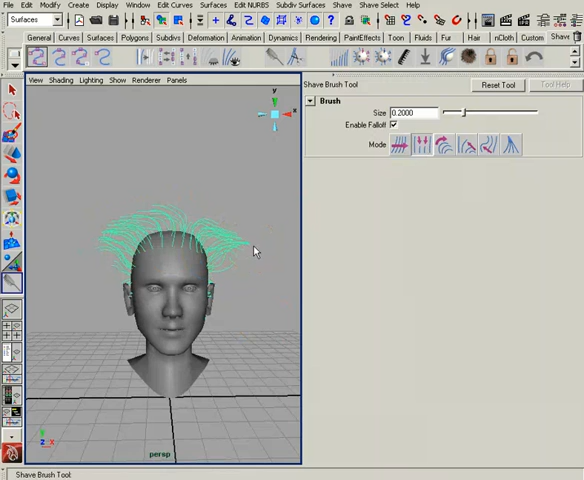 File Edit Modify Create Display Window Edit Curves Surfaces Edit NURBS Subdiv Surfaces Animate Shave Shave Select Help
Surfaces
General Curves Surfaces Polygons Subdivs Deformation Animation Dynamics Rendering PaintEffects Toon Fluids Fur Hair nCloth Custom Shave
View Shading Lighting Show Renderer Panels
Shave Brush Tool
Reset Tool
Tool Help
Brush
Size 0.2000
Enable Falloff
Mode
y
x
y
z x
persp
Shave Brush Tool: